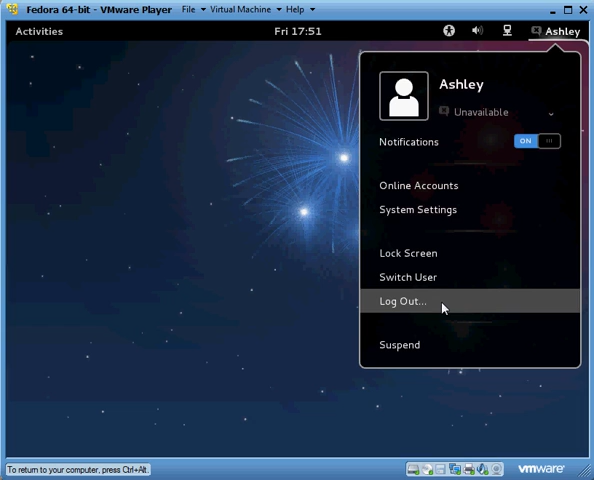 Fedora 64-bit - VMware Player File Virtual Machine Help
Activities Fri 17:51 Ashley
Ashley
Unavailable
Notifications ON
Online Accounts
System Settings
Lock Screen
Switch User
Log Out...
Suspend
To return to your computer, press Ctrl+Alt. vmware